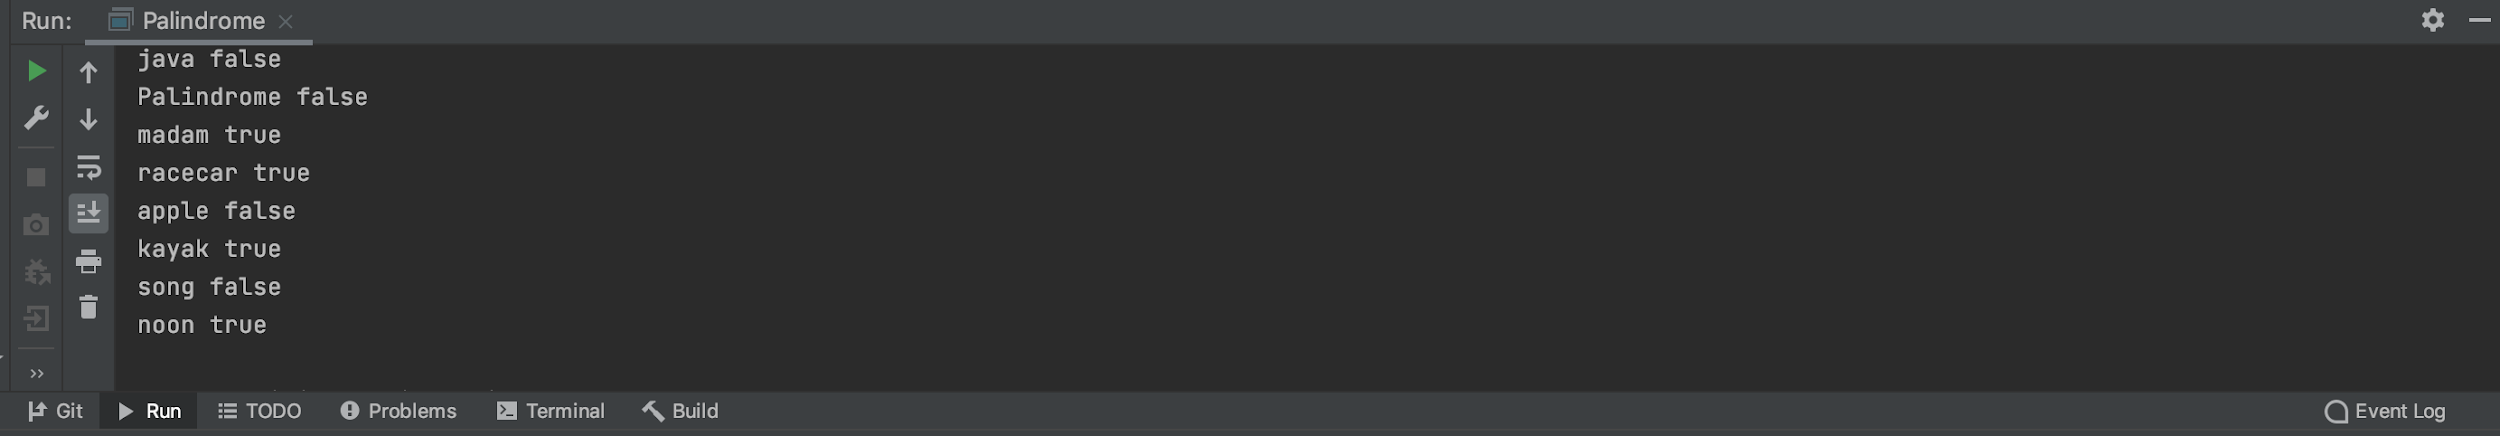 Run: Palindrome
java false
Palindrome false
madam true
racecar true
apple false
kayak true
song false
noon true
Git Run TODO Problems Terminal Build Event Log